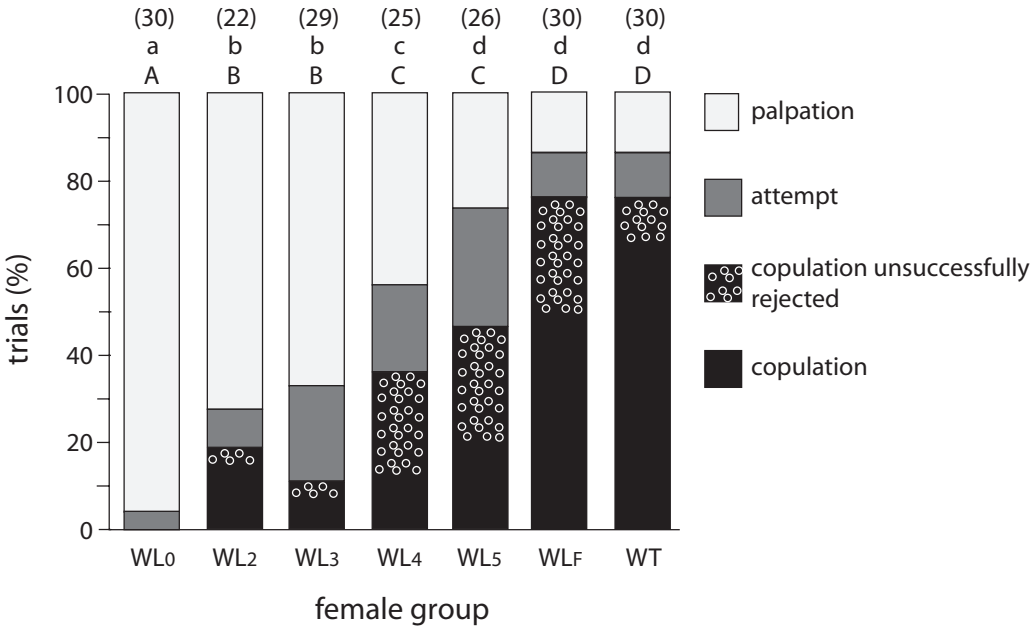 (30) (22) (29) (25) (26) (30) (30)
a b b c d d d
A B B C C D D
100
80
60
40
20
0
trials (%)
palpation
attempt
copulation unsuccessfully
rejected
copulation
WL0 WL2 WL3 WL4 WL5 WLF WT
female group